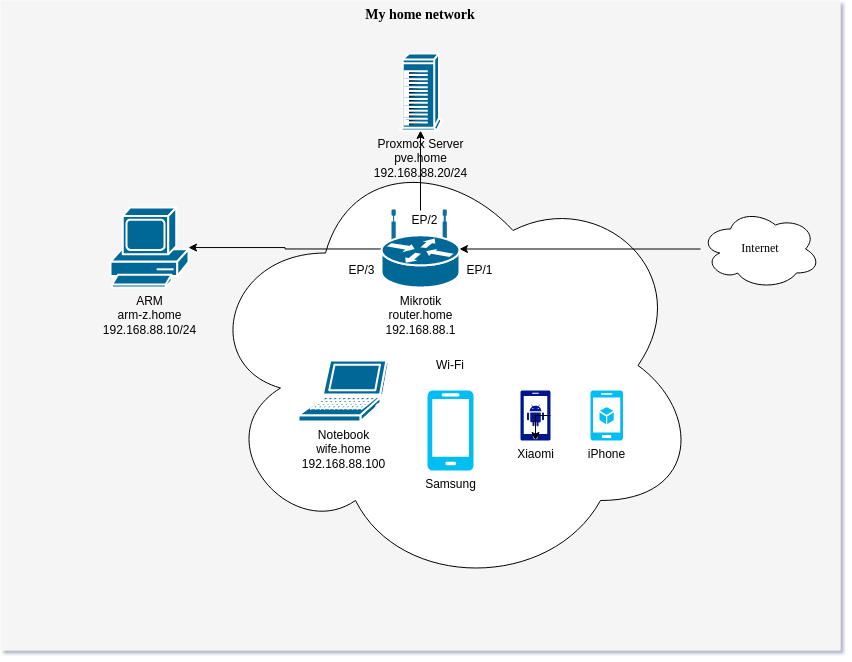 My home network
Proxmox Server
pve.home
192.168.88.20/24
EP/2
Internet
EP/3
EP/1
ARM
arm-z.home
192.168.88.10/24
Mikrotik
router.home
192.168.88.1
Wi-Fi
Notebook
wife.home
192.168.88.100
Samsung
Xiaomi
iPhone